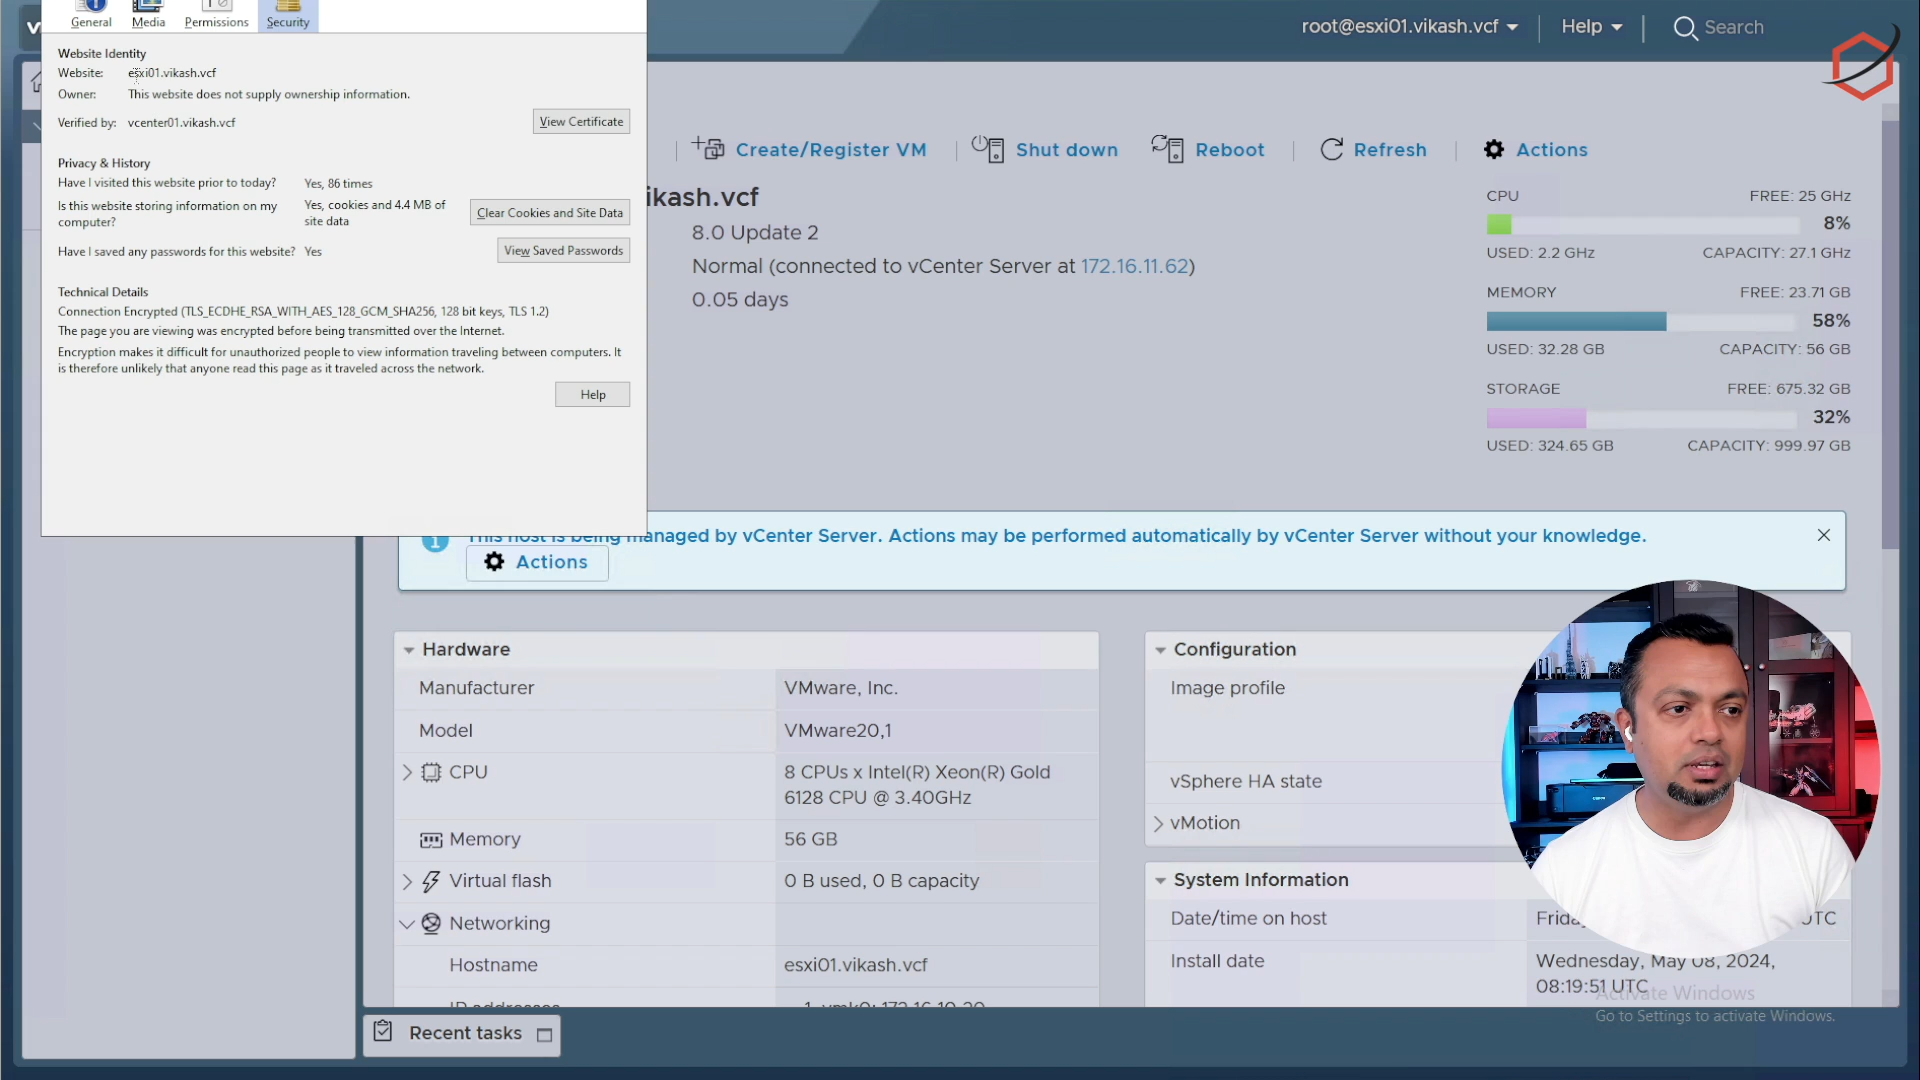 General Media Permissions Security
Website Identity
Website: esxi01.vikash.vcf
Owner: This website does not supply ownership information.
Verified by: vcenter01.vikash.vcf
View Certificate
Privacy & History
Have I visited this website prior to today? Yes, 86 times
Is this website storing information on my computer?
Yes, cookies and 4.4 MB of site data
Clear Cookies and Site Data
Have I saved any passwords for this website? Yes
View Saved Passwords
Technical Details
Connection Encrypted (TLS_ECDHE_RSA_WITH_AES_128_GCM_SHA256, 128 bit keys, TLS 1.2)
The page you are viewing was encrypted before being transmitted over the Internet.
Encryption makes it difficult for unauthorized people to view information traveling between computers. It
is therefore unlikely that anyone read this page as it traveled across the network.
Help
root@esxi01.vikash.vcf Help Search
Create/Register VM Shut down Reboot Refresh Actions
ikash.vcf
8.0 Update 2
Normal (connected to vCenter Server at 172.16.11.62)
0.05 days
CPU FREE: 25 GHz
8%
USED: 2.2 GHz CAPACITY: 27.1 GHz
MEMORY FREE: 23.71 GB
58%
USED: 32.28 GB CAPACITY: 56 GB
STORAGE FREE: 675.32 GB
32%
USED: 324.65 GB CAPACITY: 999.97 GB
This host is being managed by vCenter Server. Actions may be performed automatically by vCenter Server without your knowledge.
Actions
Hardware
Manufacturer VMware, Inc.
Model VMware20,1
CPU 8 CPUs x Intel(R) Xeon(R) Gold
6128 CPU @ 3.40GHz
Memory 56 GB
Virtual flash 0 B used, 0 B capacity
Networking
Hostname esxi01.vikash.vcf
Configuration
Image profile
vSphere HA state
vMotion
System Information
Date/time on host UTC
Install date Wednesday, May 08, 2024,
08:19:51 UTC
Activate Windows
Go to Settings to activate Windows.
Recent tasks